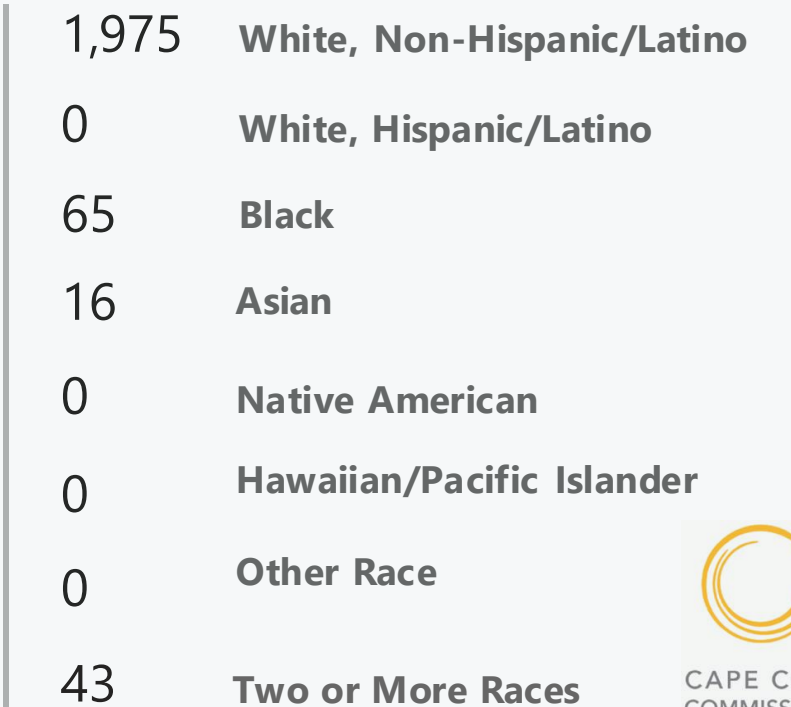 1,975 White, Non-Hispanic/Latino
0 White, Hispanic/Latino
65 Black
16 Asian
0 Native American
0 Hawaiian/Pacific Islander
0 Other Race
43 Two or More Races
CAPE C